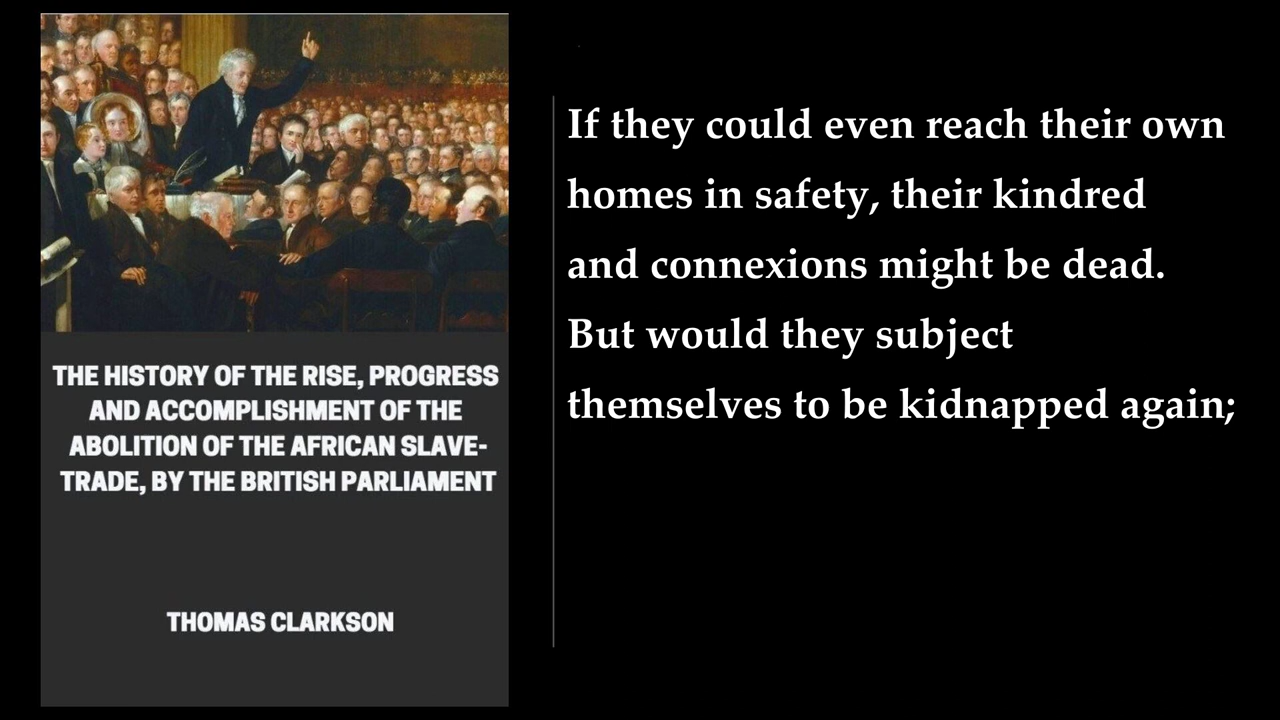 THE HISTORY OF THE RISE, PROGRESS
AND ACCOMPLISHMENT OF THE
ABOLITION OF THE AFRICAN SLAVE-
TRADE, BY THE BRITISH PARLIAMENT
THOMAS CLARKSON
If they could even reach their own
homes in safety, their kindred
and connexions might be dead.
But would they subject
themselves to be kidnapped again;